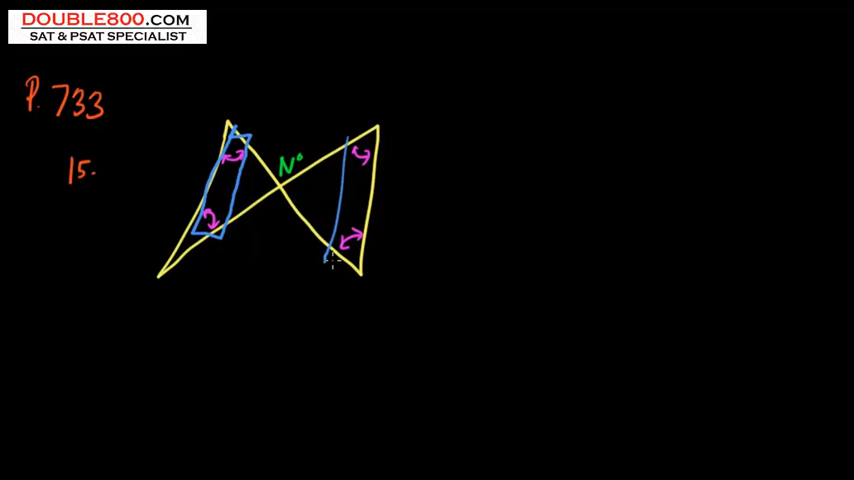 DOUBLE800.COM
SAT & PSAT SPECIALIST
P. 733
15.
N°